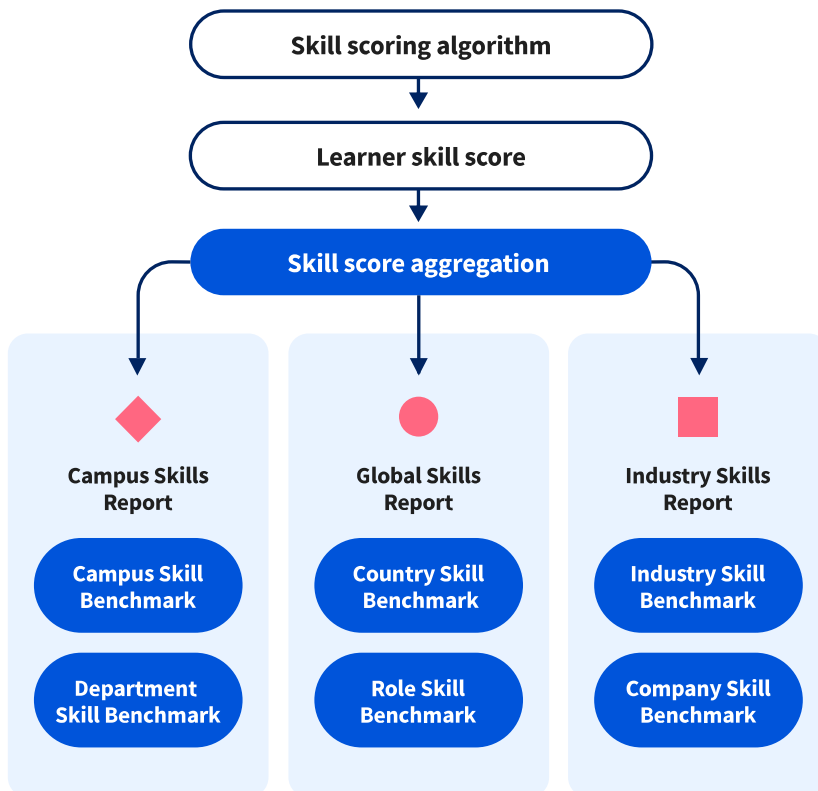 Skill scoring algorithm
Learner skill score
Skill score aggregation
Campus Skills
Report
Campus Skill
Benchmark
Department
Skill Benchmark
Global Skills
Report
Country Skill
Benchmark
Role Skill
Benchmark
Industry Skills
Report
Industry Skill
Benchmark
Company Skill
Benchmark